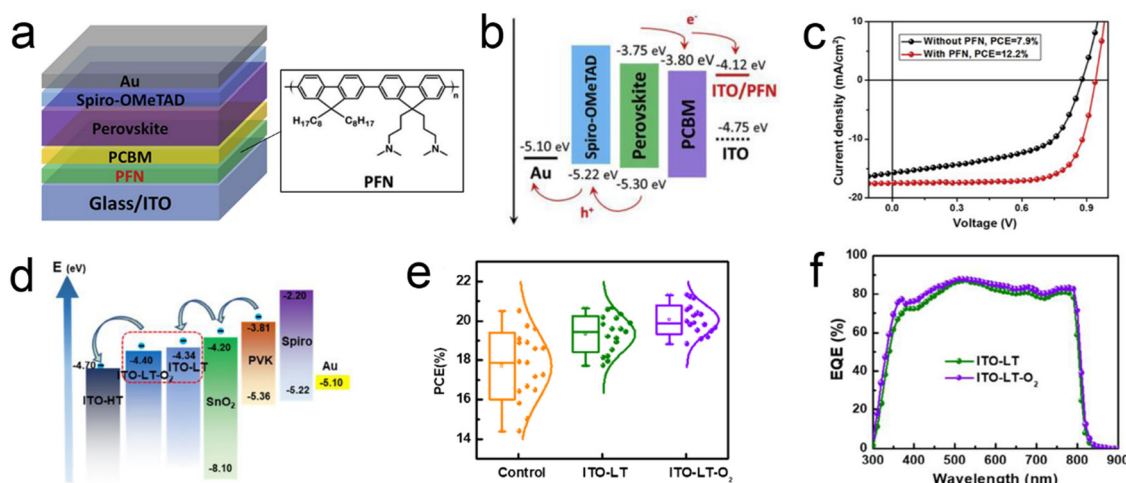 a
Au
Spiro-OMeTAD
Perovskite
PCBM
PFN
Glass/ITO
H17C8
C8H17
N
N
n
PFN
b
e-
-3.75 eV
-3.80 eV
-4.12 eV
ITO/PFN
-4.75 eV
ITO
-5.10 eV
Au
Spiro-OMeTAD
Perovskite
PCBM
-5.22 eV
-5.30 eV
h+
c
Without PFN, PCE=7.9%
With PFN, PCE=12.2%
Current density (mA/cm²)
10
0
-10
-20
0.0
0.3
0.6
0.9
Voltage (V)
d
E (eV)
-2.20
-3.81
PVK
Spiro
-4.20
-4.34
-4.40
-4.70
ITO-LT
ITO-LT-O2
ITO-HT
SnO2
Au
-5.10
-5.22
-5.36
-8.10
e
PCE(%)
22
20
18
16
14
Control
ITO-LT
ITO-LT-O2
f
EQE (%)
100
80
60
40
20
0
ITO-LT
ITO-LT-O2
300
400
500
600
700
800
900
Wavelength (nm)